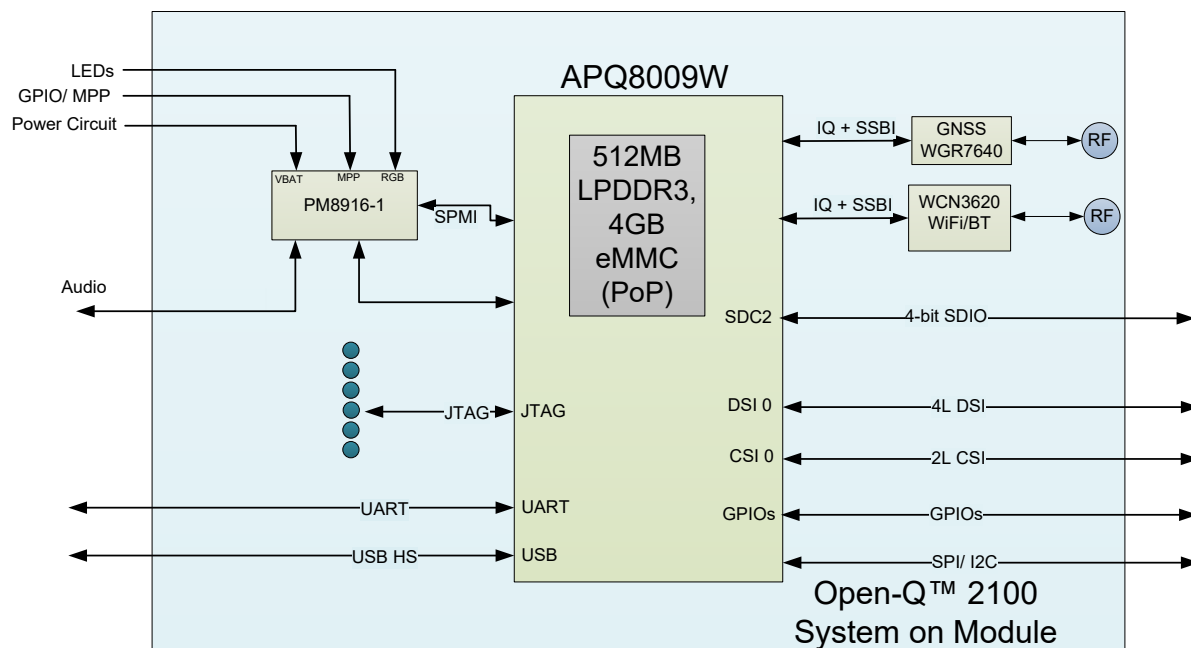 LEDs
GPIO/ MPP
Power Circuit
VBAT
MPP
RGB
PM8916-1
SPMI
Audio
APQ8009W
512MB
LPDDR3,
4GB
eMMC
(PoP)
IQ + SSBI
GNSS
WGR7640
RF
IQ + SSBI
WCN3620
WiFi/BT
RF
SDC2
4-bit SDIO
JTAG
JTAG
DSI 0
4L DSI
CSI 0
2L CSI
UART
UART
GPIOs
GPIOs
USB HS
USB
SPI/ I2C
Open-Q™ 2100
System on Module